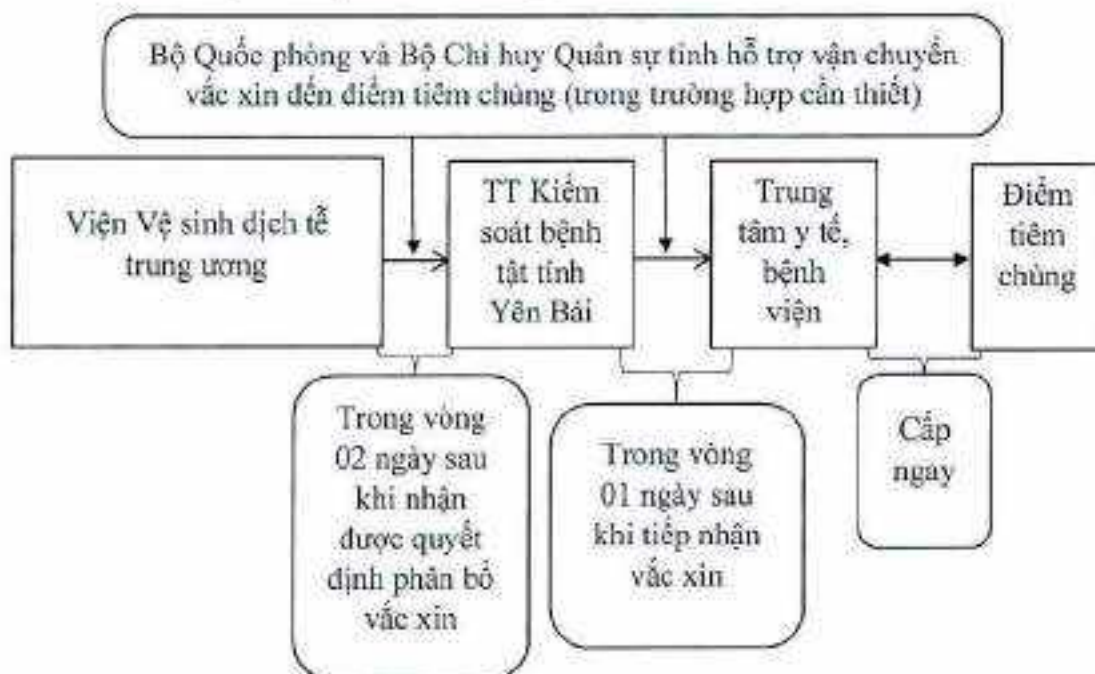 Bộ Quốc phòng và Bộ Chỉ huy Quân sự tỉnh hỗ trợ vận chuyển
vắc xin đến điểm tiêm chủng (trong trường hợp cần thiết)
Viện Vệ sinh dịch tễ
trung ương
TT Kiểm
soát bệnh
tật tỉnh
Yên Bái
Trung
tâm y tế,
bệnh
viện
Điểm
tiêm
chủng
Trong vòng
02 ngày sau
khi nhận
được quyết
định phân bổ
vắc xin
Trong vòng
01 ngày sau
khi tiếp nhận
vắc xin
Cấp
ngay